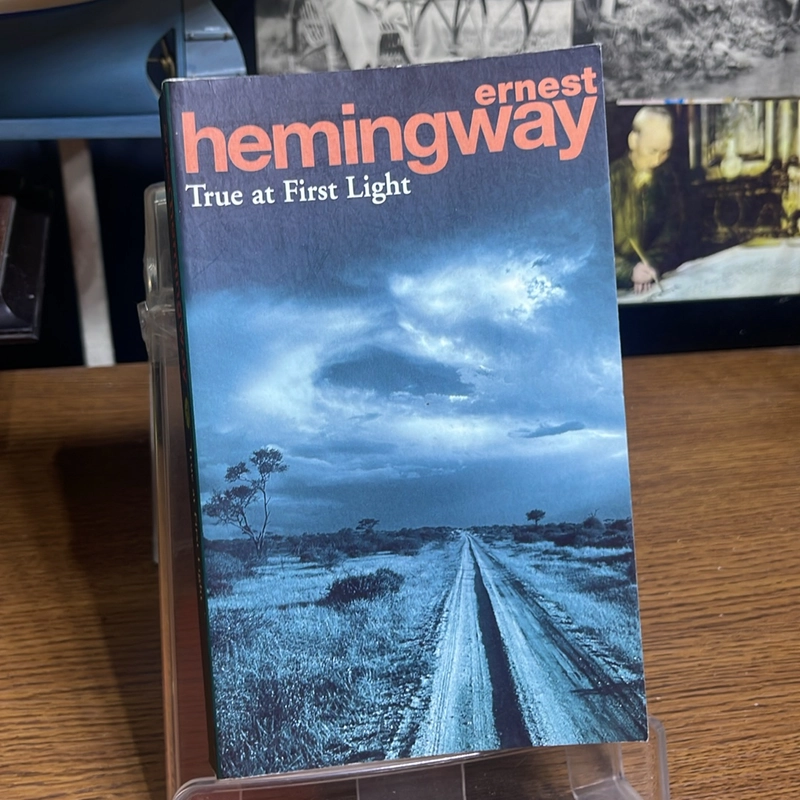 ernest
hemingway
True at First Light